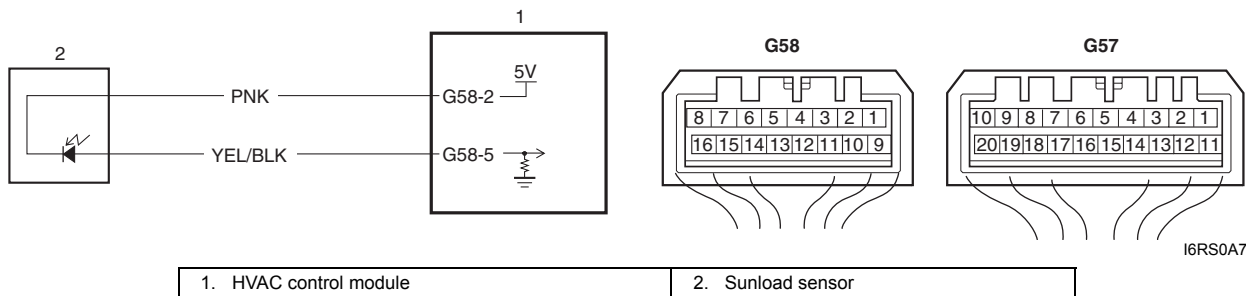 1
2
5V
PNK
G58-2
YEL/BLK
G58-5
G58
8 7 6 5 4 3 2 1
16 15 14 13 12 11 10 9
G57
10 9 8 7 6 5 4 3 2 1
20 19 18 17 16 15 14 13 12 11
I6RS0A7
1. HVAC control module
2. Sunload sensor